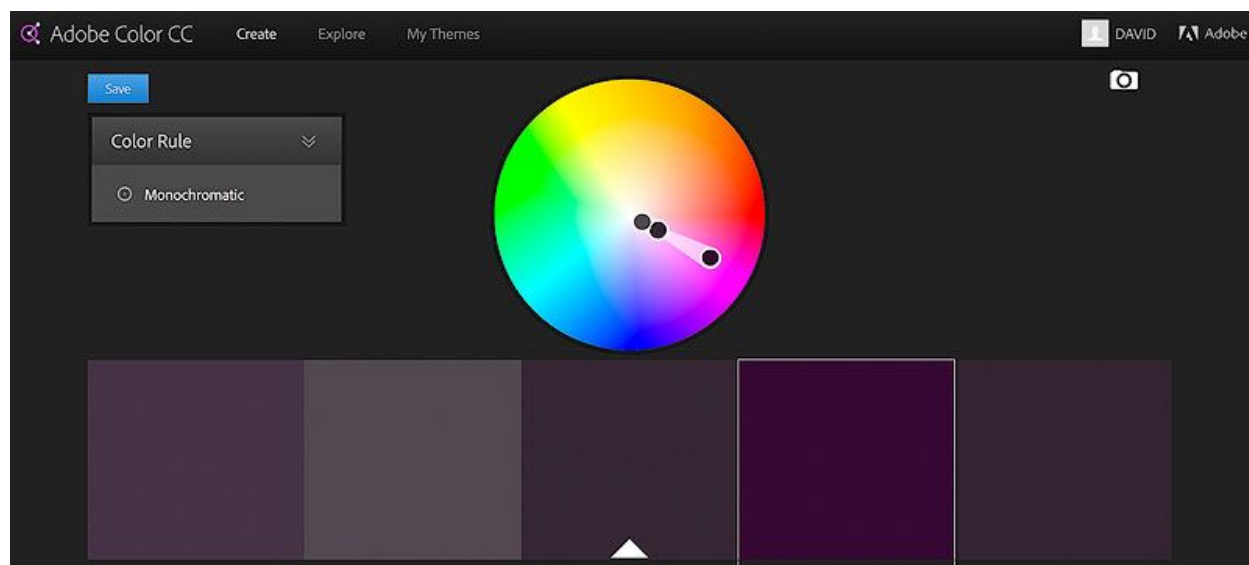 Adobe Color CC Create Explore My Themes DAVID Adobe
Save
Color Rule
Monochromatic